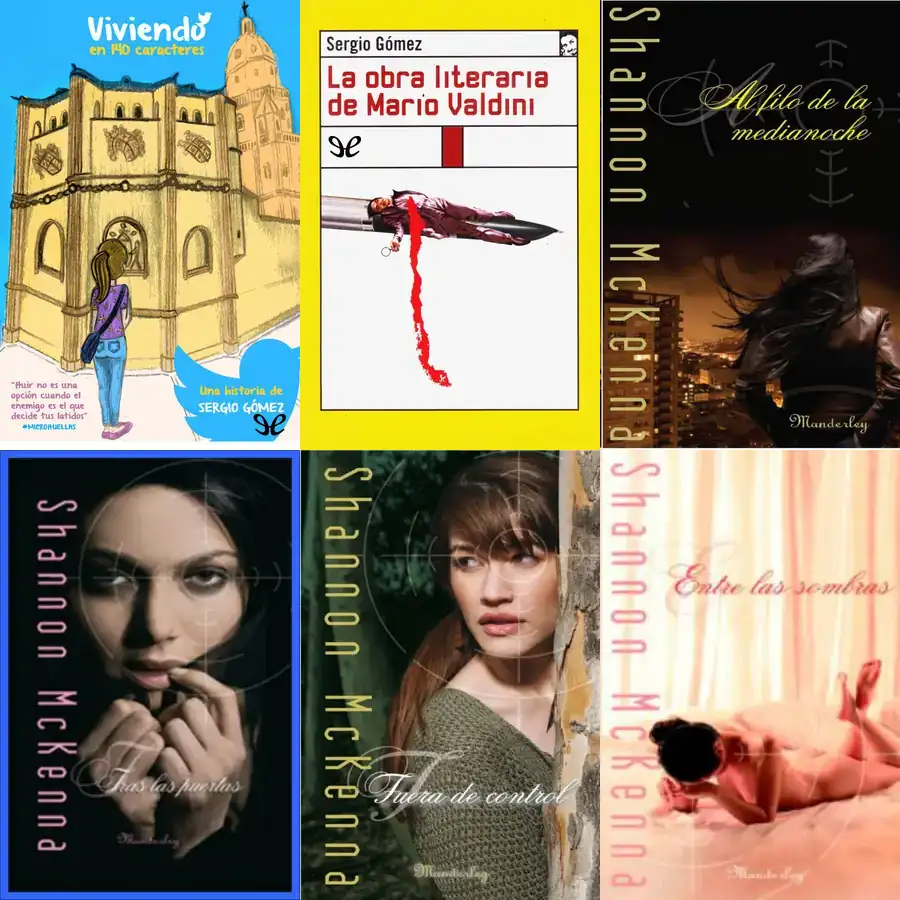 Viviendo
en 140 caracteres
"Huir no es una
opción cuando el
enemigo es el que
decide tus latidos"
#MICROHUELLAS
Una historia de
SERGIO GÓMEZ
Sergio Gómez
La obra literaria
de Mario Valdini
Shannon McKenna
Al filo de la
medianoche
Manderley
Shannon McKenna
Tras las puertas
Manderley
Shannon McKenna
Fuera de control
Manderley
Shannon McKenna
Entre las sombras
Manderley